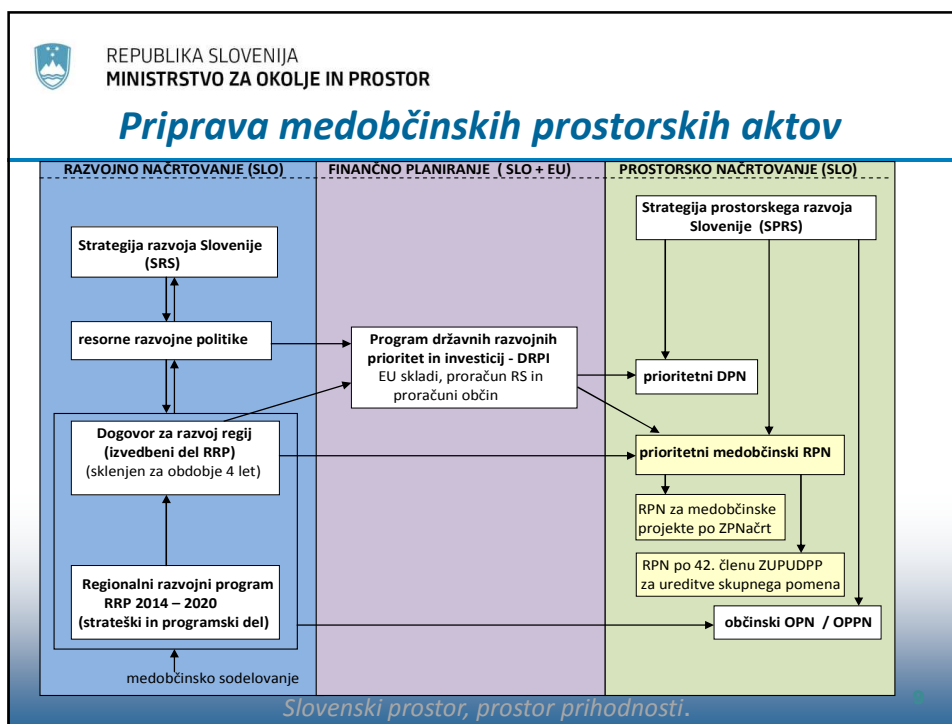 REPUBLIKA SLOVENIJA
MINISTRSTVO ZA OKOLJE IN PROSTOR
Priprava medobčinskih prostorskih aktov
RAZVOJNO NAČRTOVANJE (SLO)
FINANČNO PLANIRANJE ( SLO + EU)
PROSTORSKO NAČRTOVANJE (SLO)
Strategija razvoja Slovenije
(SRS)
resorne razvojne politike
Dogovor za razvoj regij
(izvedbeni del RRP)
(sklenjen za obdobje 4 let)
Regionalni razvojni program
RRP 2014 – 2020
(strateški in programski del)
medobčinsko sodelovanje
Program državnih razvojnih
prioritet in investicij - DRPI
EU skladi, proračun RS in
proračuni občin
Strategija prostorskega razvoja
Slovenije (SPRS)
prioritetni DPN
prioritetni medobčinski RPN
RPN za medobčinske
projekte po ZPNačrt
RPN po 42. členu ZUPUDPP
za ureditve skupnega pomena
občinski OPN / OPPN
Slovenski prostor, prostor prihodnosti.